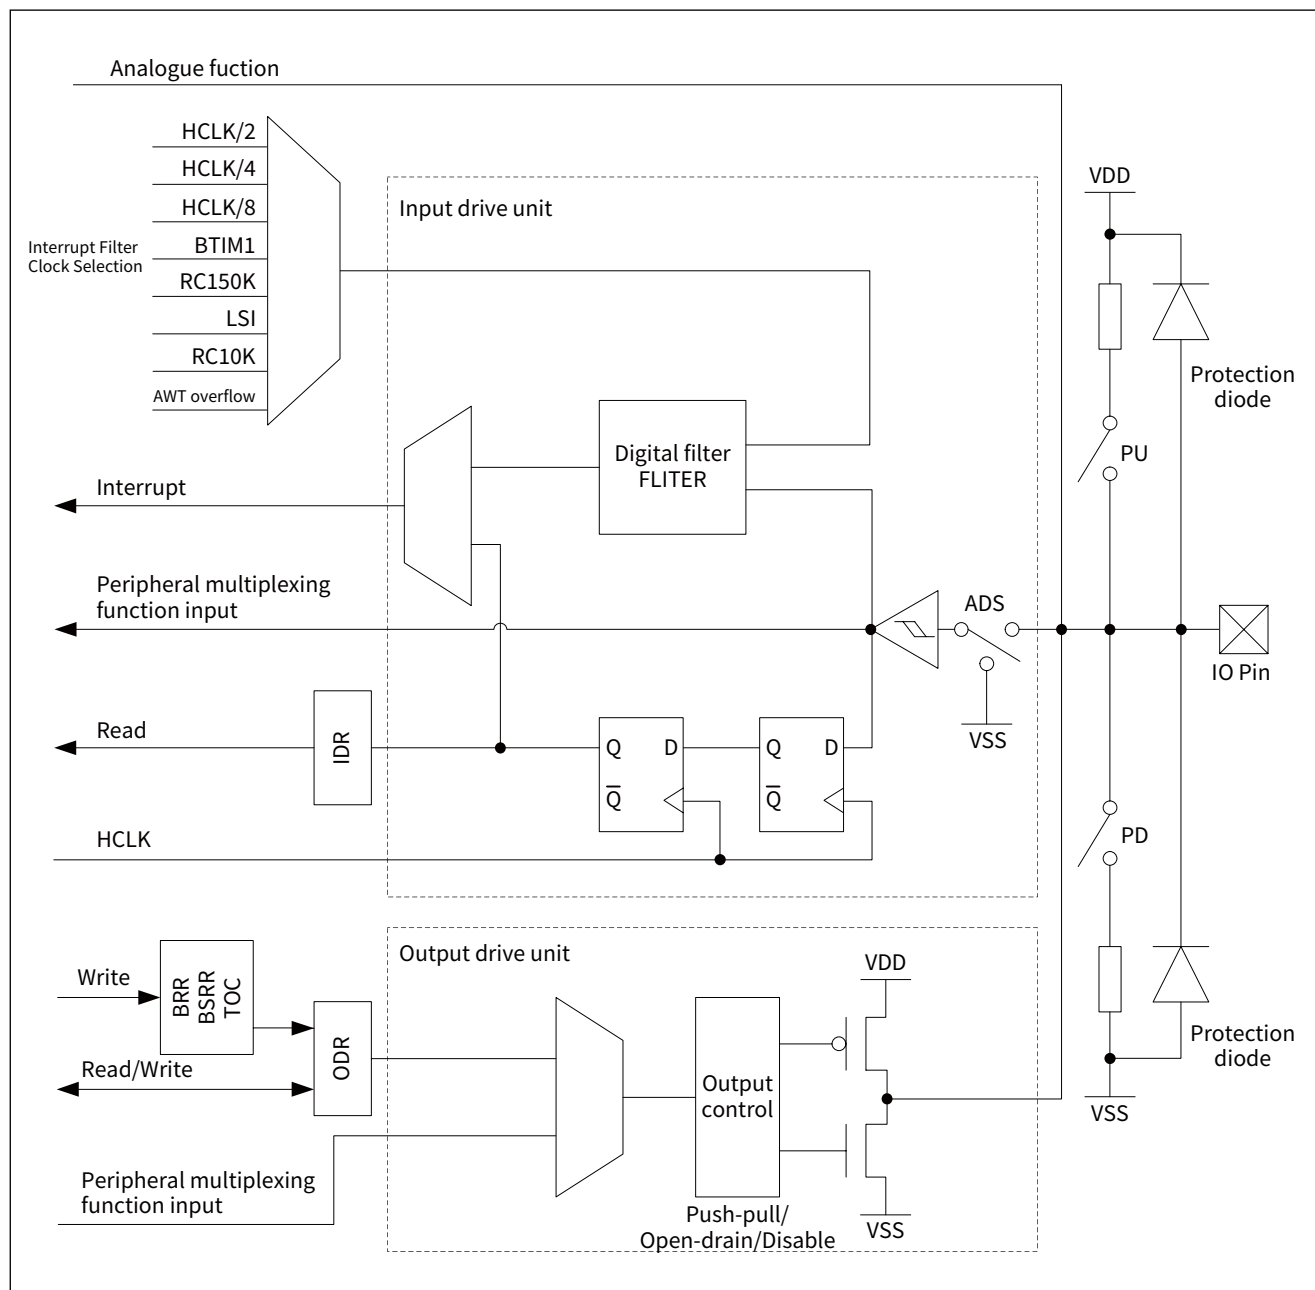 Analogue fuction
HCLK/2
HCLK/4
HCLK/8
BTIM1
RC150K
LSI
RC10K
AWT overflow
Interrupt Filter
Clock Selection
Input drive unit
VDD
Protection
diode
PU
Digital filter
FLITER
Interrupt
Peripheral multiplexing
function input
ADS
IO Pin
VSS
Read
IDR
Q
D
Q
Q
D
Q
HCLK
PD
Output drive unit
VDD
Write
BRR
BSRR
TOC
Read/Write
ODR
Output
control
Protection
diode
VSS
Peripheral multiplexing
function input
Push-pull/
Open-drain/Disable
VSS